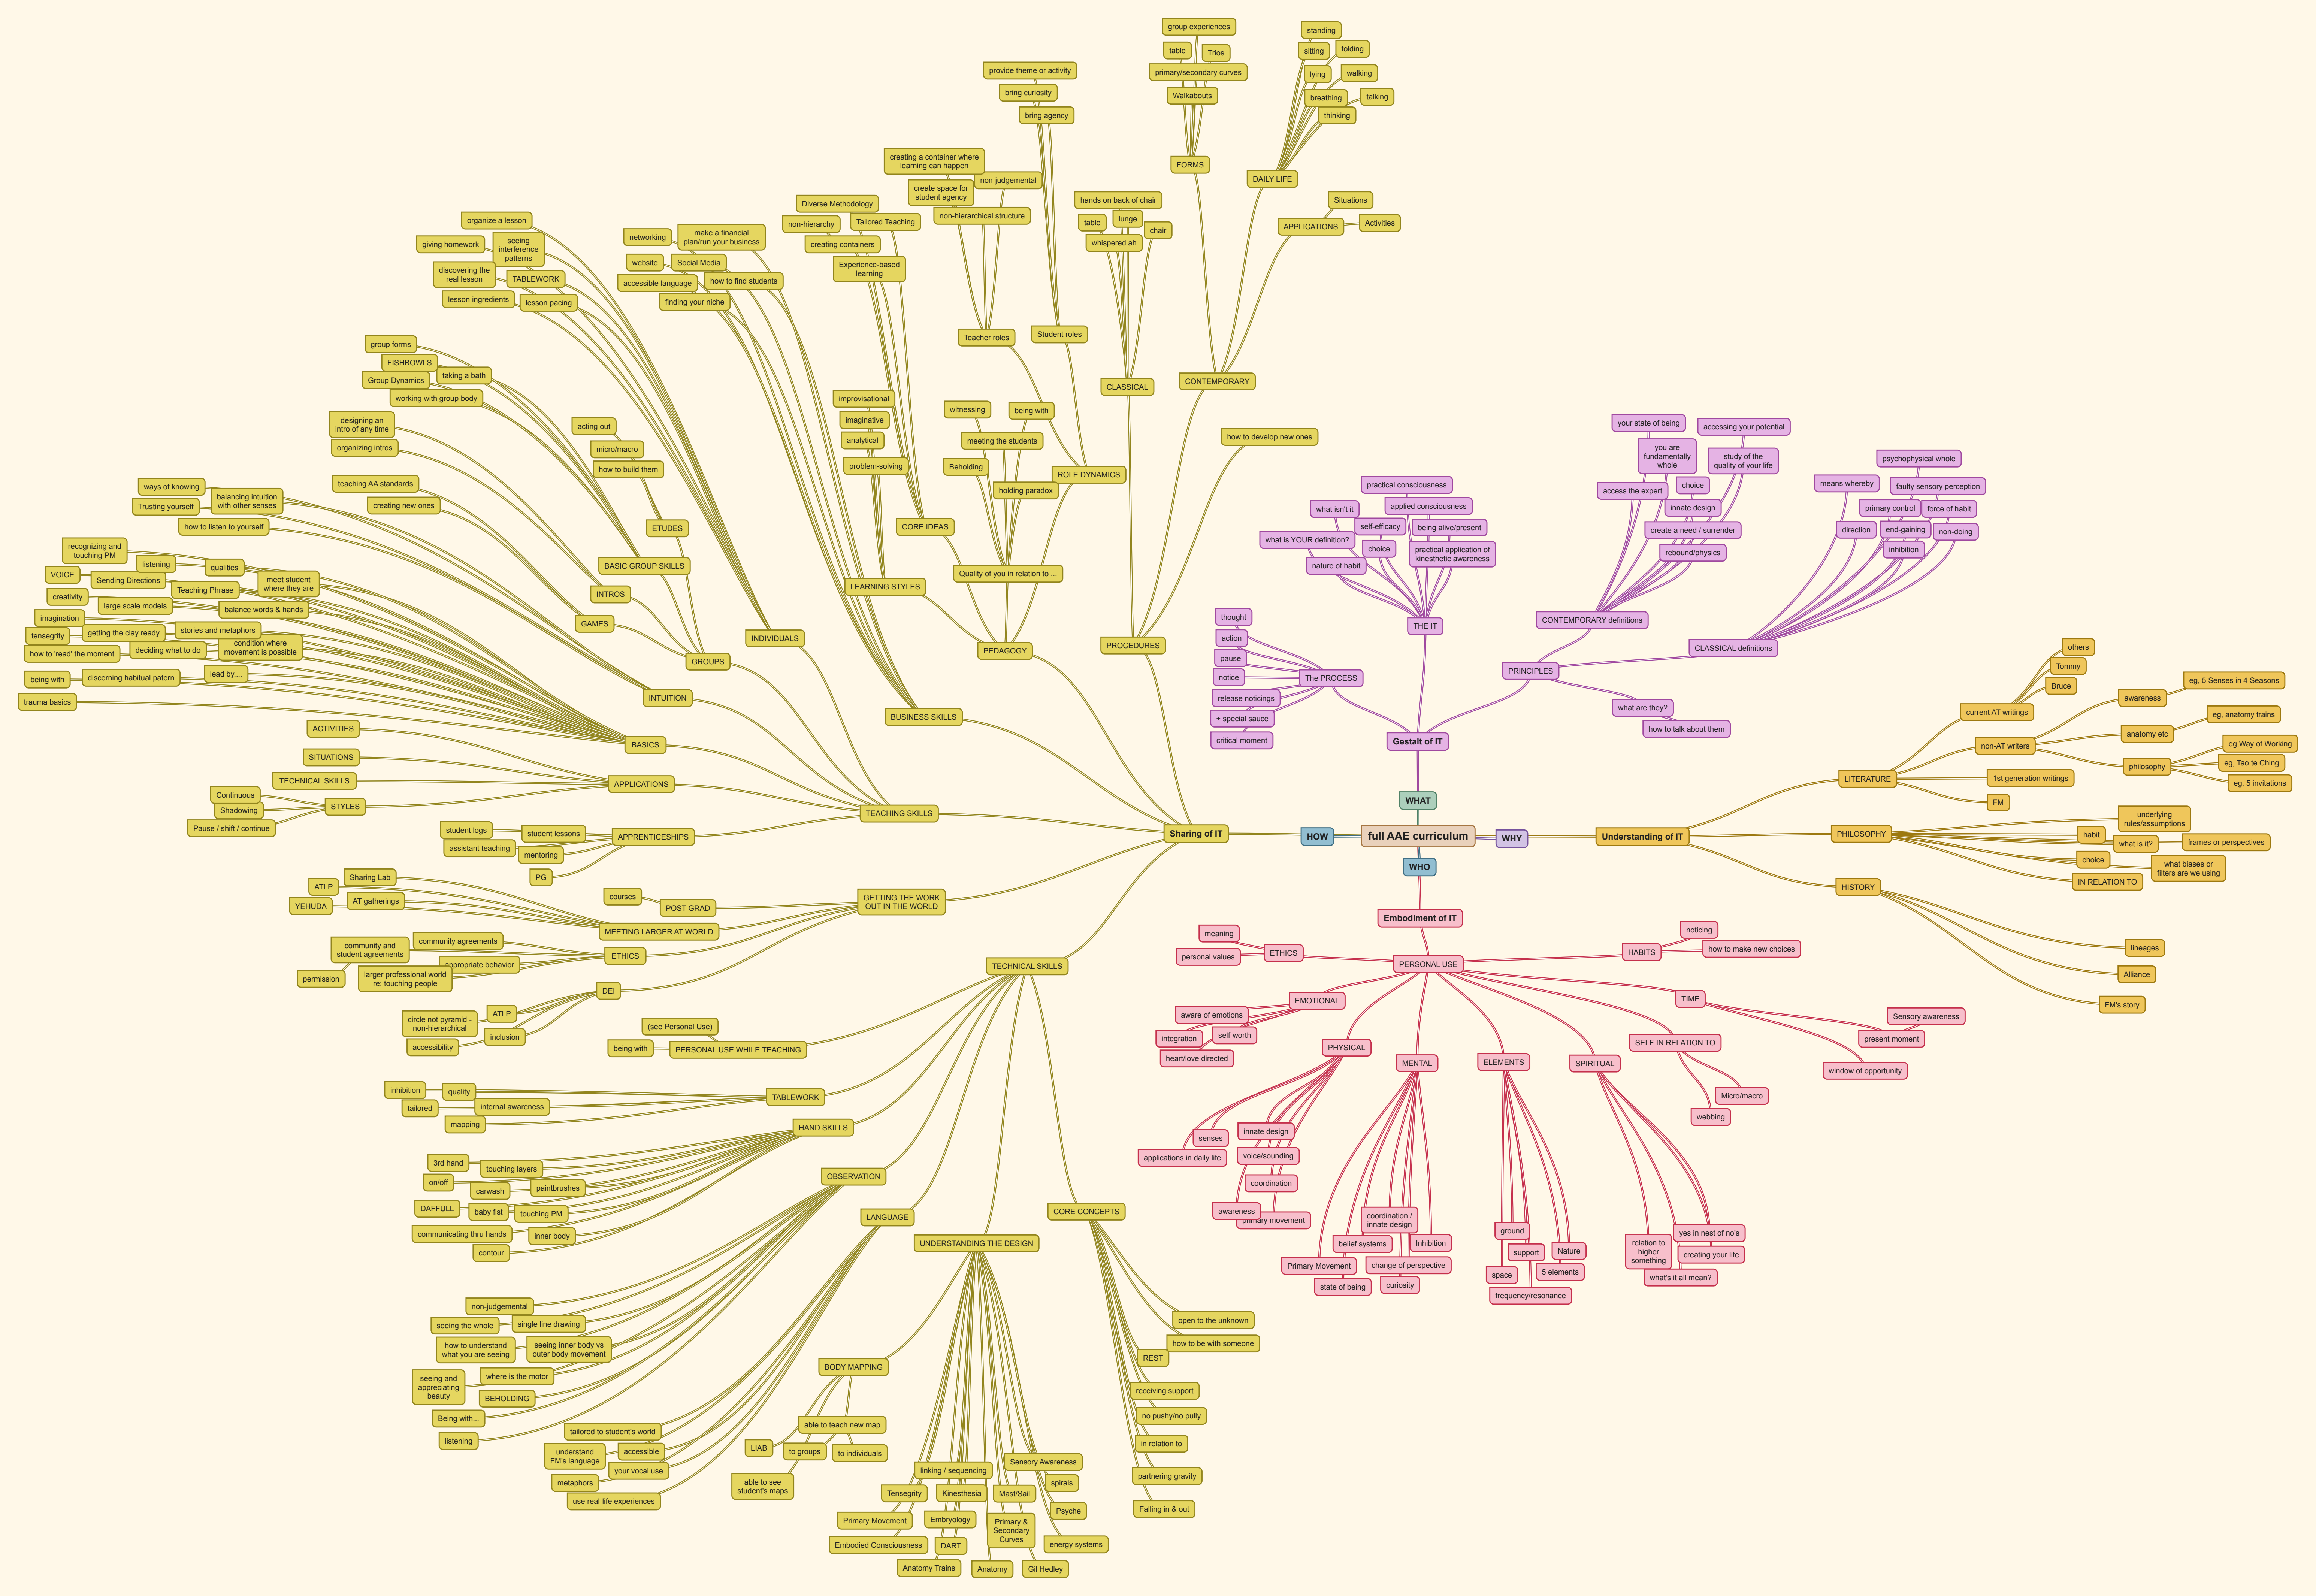 full AAE curriculum
WHAT
HOW
WHY
WHO
Gestalt of IT
The PROCESS
thought
action
pause
notice
release noticings
+ special sauce
critical moment
THE IT
practical consciousness
what isn't it
applied consciousness
self-efficacy
being alive/present
what is YOUR definition?
choice
practical application of
kinesthetic awareness
nature of habit
PRINCIPLES
CONTEMPORARY definitions
your state of being
accessing your potential
you are
fundamentally
whole
study of the
quality of your life
access the expert
choice
innate design
create a need / surrender
rebound/physics
CLASSICAL definitions
psychophysical whole
means whereby
faulty sensory perception
primary control
force of habit
direction
end-gaining
non-doing
inhibition
what are they?
how to talk about them
Understanding of IT
LITERATURE
current AT writings
others
Tommy
Bruce
non-AT writers
awareness
eg, 5 Senses in 4 Seasons
anatomy etc
eg, anatomy trains
philosophy
eg,Way of Working
eg, Tao te Ching
eg, 5 invitations
1st generation writings
FM
PHILOSOPHY
underlying
rules/assumptions
habit
what is it?
frames or perspectives
choice
what biases or
filters are we using
IN RELATION TO
HISTORY
lineages
Alliance
FM's story
Embodiment of IT
PERSONAL USE
ETHICS
meaning
personal values
HABITS
noticing
how to make new choices
EMOTIONAL
aware of emotions
integration
self-worth
heart/love directed
TIME
Sensory awareness
present moment
window of opportunity
SELF IN RELATION TO
Micro/macro
webbing
PHYSICAL
senses
innate design
applications in daily life
voice/sounding
coordination
awareness
primary movement
MENTAL
coordination /
innate design
belief systems
Inhibition
Primary Movement
change of perspective
state of being
curiosity
ELEMENTS
ground
support
Nature
space
5 elements
frequency/resonance
SPIRITUAL
yes in nest of no's
relation to
higher
something
creating your life
what's it all mean?
Sharing of IT
PROCEDURES
CLASSICAL
hands on back of chair
table
lunge
chair
whispered ah
CONTEMPORARY
FORMS
group experiences
table
Trios
primary/secondary curves
Walkabouts
DAILY LIFE
standing
sitting
folding
lying
walking
breathing
talking
thinking
APPLICATIONS
Situations
Activities
how to develop new ones
PEDAGOGY
ROLE DYNAMICS
Teacher roles
creating a container where
learning can happen
non-judgemental
create space for
student agency
non-hierarchical structure
Student roles
provide theme or activity
bring curiosity
bring agency
Quality of you in relation to ...
witnessing
being with
meeting the students
Beholding
holding paradox
CORE IDEAS
Diverse Methodology
non-hierarchy
Tailored Teaching
creating containers
Experience-based
learning
LEARNING STYLES
improvisational
imaginative
analytical
problem-solving
BUSINESS SKILLS
networking
make a financial
plan/run your business
website
Social Media
accessible language
how to find students
finding your niche
TEACHING SKILLS
INDIVIDUALS
organize a lesson
giving homework
seeing
interference
patterns
discovering the
real lesson
TABLEWORK
lesson ingredients
lesson pacing
GROUPS
BASIC GROUP SKILLS
group forms
FISHBOWLS
Group Dynamics
taking a bath
working with group body
ETUDES
acting out
micro/macro
how to build them
INTROS
designing an
intro of any time
organizing intros
GAMES
teaching AA standards
creating new ones
INTUITION
ways of knowing
balancing intuition
with other senses
Trusting yourself
how to listen to yourself
BASICS
recognizing and
touching PM
listening
qualities
VOICE
Sending Directions
meet student
where they are
Teaching Phrase
creativity
large scale models
balance words & hands
imagination
tensegrity
getting the clay ready
stories and metaphors
how to 'read' the moment
deciding what to do
condition where
movement is possible
being with
discerning habitual patern
lead by....
trauma basics
APPLICATIONS
ACTIVITIES
SITUATIONS
TECHNICAL SKILLS
STYLES
Continuous
Shadowing
Pause / shift / continue
APPRENTICESHIPS
student logs
student lessons
assistant teaching
mentoring
PG
GETTING THE WORK
OUT IN THE WORLD
POST GRAD
courses
MEETING LARGER AT WORLD
Sharing Lab
ATLP
AT gatherings
YEHUDA
ETHICS
community agreements
community and
student agreements
appropriate behavior
permission
larger professional world
re: touching people
DEI
ATLP
circle not pyramid -
non-hierarchical
inclusion
accessibility
TECHNICAL SKILLS
PERSONAL USE WHILE TEACHING
(see Personal Use)
being with
TABLEWORK
inhibition
quality
tailored
internal awareness
mapping
HAND SKILLS
3rd hand
touching layers
on/off
carwash
paintbrushes
DAFFULL
baby fist
touching PM
communicating thru hands
inner body
contour
OBSERVATION
non-judgemental
seeing the whole
single line drawing
how to understand
what you are seeing
seeing inner body vs
outer body movement
seeing and
appreciating
beauty
where is the motor
BEHOLDING
Being with...
listening
LANGUAGE
tailored to student's world
understand
FM's language
accessible
your vocal use
metaphors
use real-life experiences
UNDERSTANDING THE DESIGN
BODY MAPPING
able to teach new map
LIAB
to groups
to individuals
able to see
student's maps
linking / sequencing
Sensory Awareness
spirals
Tensegrity
Kinesthesia
Mast/Sail
Psyche
Primary Movement
Embryology
Primary &
Secondary
Curves
Embodied Consciousness
DART
energy systems
Anatomy Trains
Anatomy
Gil Hedley
CORE CONCEPTS
open to the unknown
how to be with someone
REST
receiving support
no pushy/no pully
in relation to
partnering gravity
Falling in & out